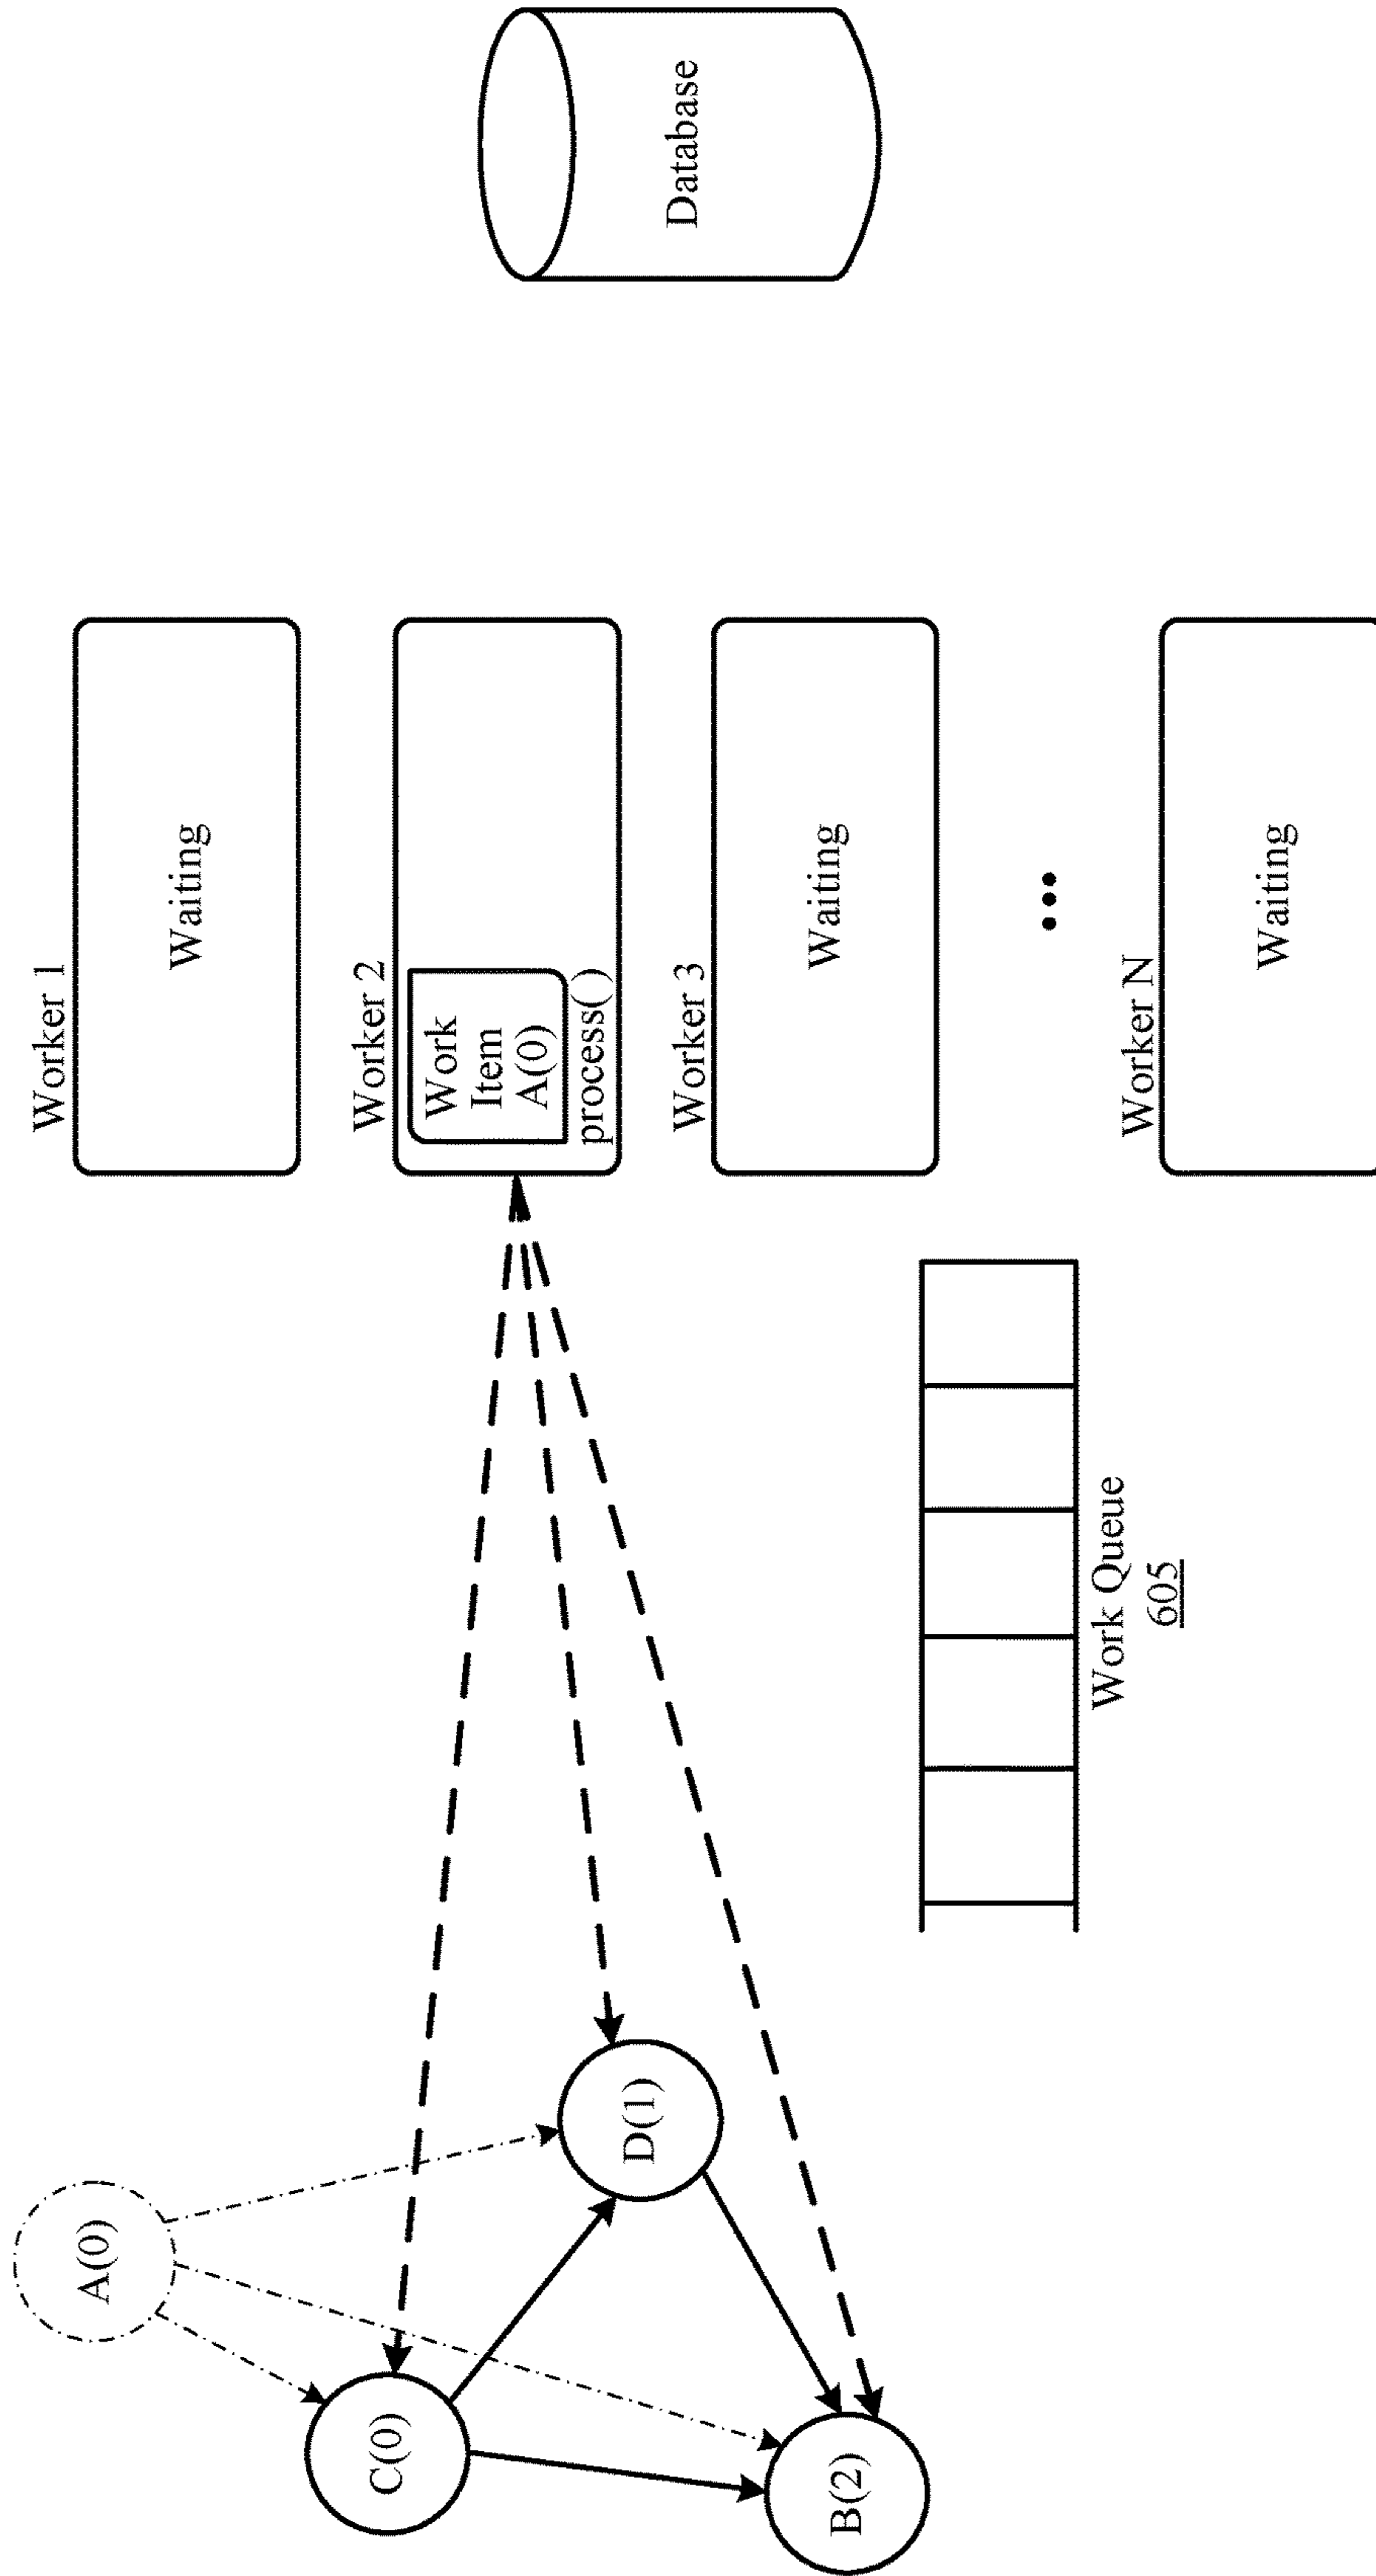 A(0)
C(0)
D(1)
B(2)
Work Queue
605
Worker 1
Waiting
Worker 2
Work
Item
A(0)
process()
Worker 3
Waiting
Worker N
Waiting
Database